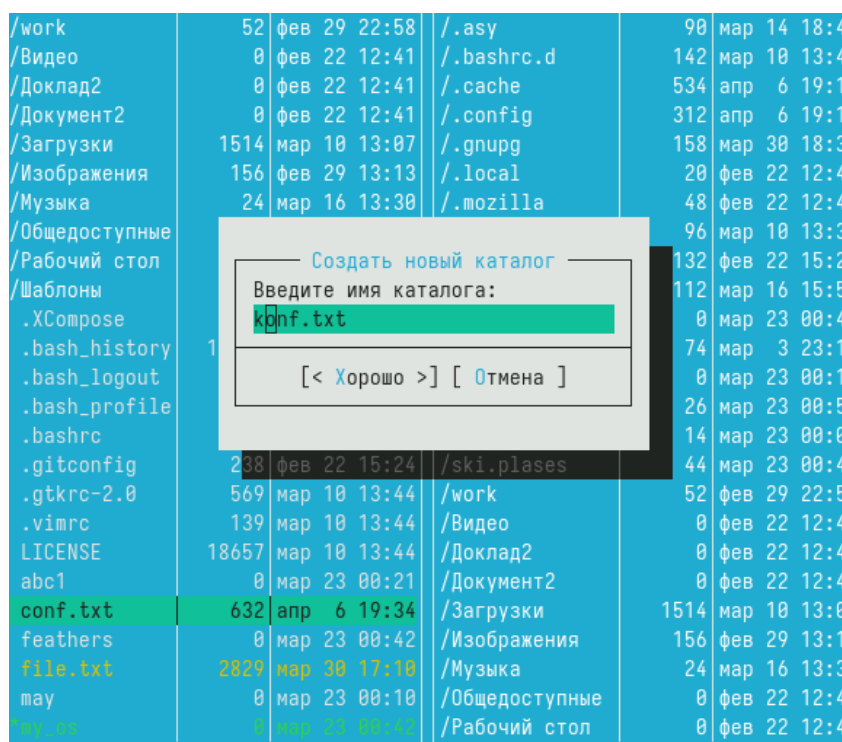 /work 52 фев 29 22:58 /.asy 90 мар 14 18:4
/Видео 0 фев 22 12:41 /.bashrc.d 142 мар 10 13:4
/Доклад2 0 фев 22 12:41 /.cache 534 апр 6 19:1
/Документ2 0 фев 22 12:41 /.config 312 апр 6 19:1
/Загрузки 1514 мар 10 13:07 /.gnupg 158 мар 30 18:3
/Изображения 156 фев 29 13:13 /.local 20 фев 22 12:4
/Музыка 24 мар 16 13:30 /.mozilla 48 фев 22 12:4
/Общедоступные 96 мар 10 13:3
/Рабочий стол Создать новый каталог 132 фев 22 15:2
/Шаблоны Введите имя каталога: 112 мар 16 15:5
.XCompose konf.txt 0 мар 23 00:4
.bash_history 1 74 мар 3 23:1
.bash_logout [< Хорошо >] [ Отмена ] 0 мар 23 00:1
.bash_profile 26 мар 23 00:5
.bashrc 14 мар 23 00:0
.gitconfig 238 фев 22 15:24 /ski.plases 44 мар 23 00:4
.gtkrc-2.0 569 мар 10 13:44 /work 52 фев 29 22:5
.vimrc 139 мар 10 13:44 /Видео 0 фев 22 12:4
LICENSE 18657 мар 10 13:44 /Доклад2 0 фев 22 12:4
abc1 0 мар 23 00:21 /Документ2 0 фев 22 12:4
conf.txt 632 апр 6 19:34 /Загрузки 1514 мар 10 13:0
feathers 0 мар 23 00:42 /Изображения 156 фев 29 13:1
file.txt 2829 мар 30 17:10 /Музыка 24 мар 16 13:3
may 0 мар 23 00:10 /Общедоступные 0 фев 22 12:4
*my_os 0 мар 23 00:42 /Рабочий стол 0 фев 22 12:4